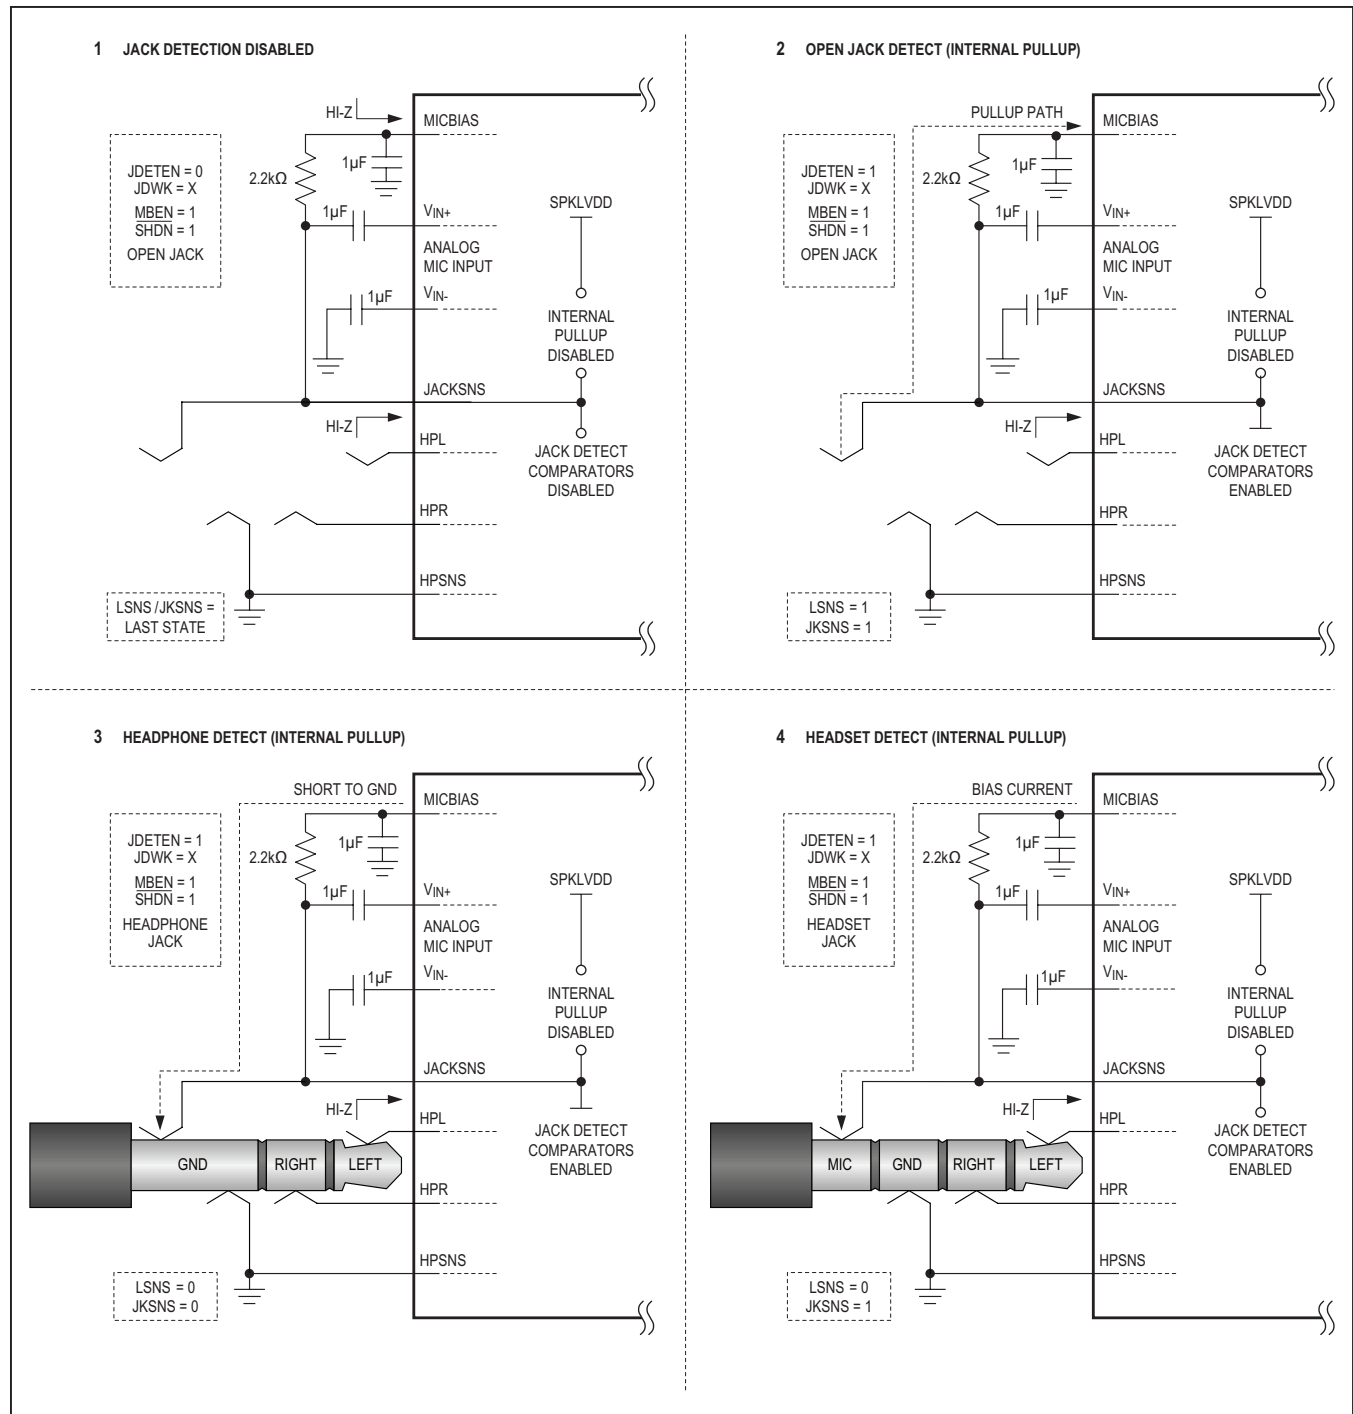 1 JACK DETECTION DISABLED
HI-Z
MICBIAS
JDETEN = 0
JDWK = X
MBEN = 1
SHDN = 1
OPEN JACK
2.2kΩ
1µF
1µF
VIN+
ANALOG
MIC INPUT
1µF
VIN-
SPKLVDD
INTERNAL
PULLUP
DISABLED
JACKSNS
HI-Z
HPL
JACK DETECT
COMPARATORS
DISABLED
HPR
HPSNS
LSNS /JKSNS =
LAST STATE
2 OPEN JACK DETECT (INTERNAL PULLUP)
PULLUP PATH
MICBIAS
JDETEN = 1
JDWK = X
MBEN = 1
SHDN = 1
OPEN JACK
2.2kΩ
1µF
1µF
VIN+
ANALOG
MIC INPUT
1µF
VIN-
SPKLVDD
INTERNAL
PULLUP
DISABLED
JACKSNS
HI-Z
HPL
JACK DETECT
COMPARATORS
ENABLED
HPR
HPSNS
LSNS = 1
JKSNS = 1
3 HEADPHONE DETECT (INTERNAL PULLUP)
SHORT TO GND
MICBIAS
JDETEN = 1
JDWK = X
MBEN = 1
SHDN = 1
HEADPHONE
JACK
2.2kΩ
1µF
1µF
VIN+
ANALOG
MIC INPUT
1µF
VIN-
SPKLVDD
INTERNAL
PULLUP
DISABLED
JACKSNS
HI-Z
HPL
JACK DETECT
COMPARATORS
ENABLED
GND RIGHT LEFT
HPR
HPSNS
LSNS = 0
JKSNS = 0
4 HEADSET DETECT (INTERNAL PULLUP)
BIAS CURRENT
MICBIAS
JDETEN = 1
JDWK = X
MBEN = 1
SHDN = 1
HEADSET
JACK
2.2kΩ
1µF
1µF
VIN+
ANALOG
MIC INPUT
1µF
VIN-
SPKLVDD
INTERNAL
PULLUP
DISABLED
JACKSNS
HI-Z
HPL
JACK DETECT
COMPARATORS
ENABLED
MIC GND RIGHT LEFT
HPR
HPSNS
LSNS = 0
JKSNS = 1